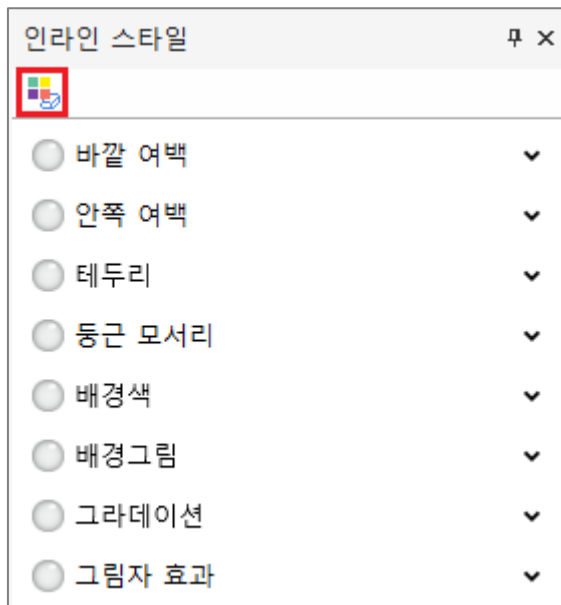 인라인 스타일
바깥 여백
안쪽 여백
테두리
둥근 모서리
배경색
배경그림
그라데이션
그림자 효과